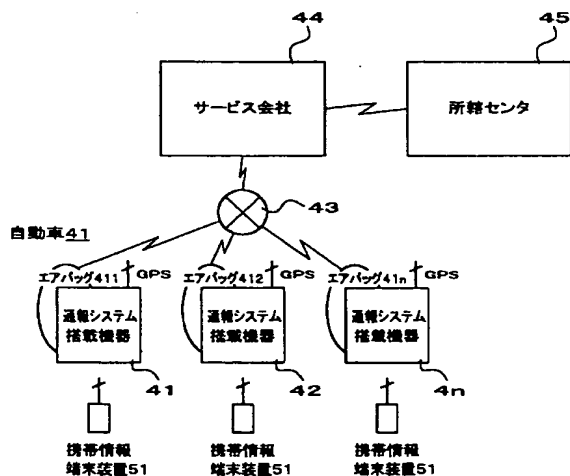 44
45
サービス会社
所轄センタ
43
自動車41
エアバッグ411
GPS
エアバッグ412
GPS
エアバッグ41n
GPS
通報システム
搭載機器
通報システム
搭載機器
通報システム
搭載機器
41
42
4n
携帯情報
端末装置51
携帯情報
端末装置51
携帯情報
端末装置51